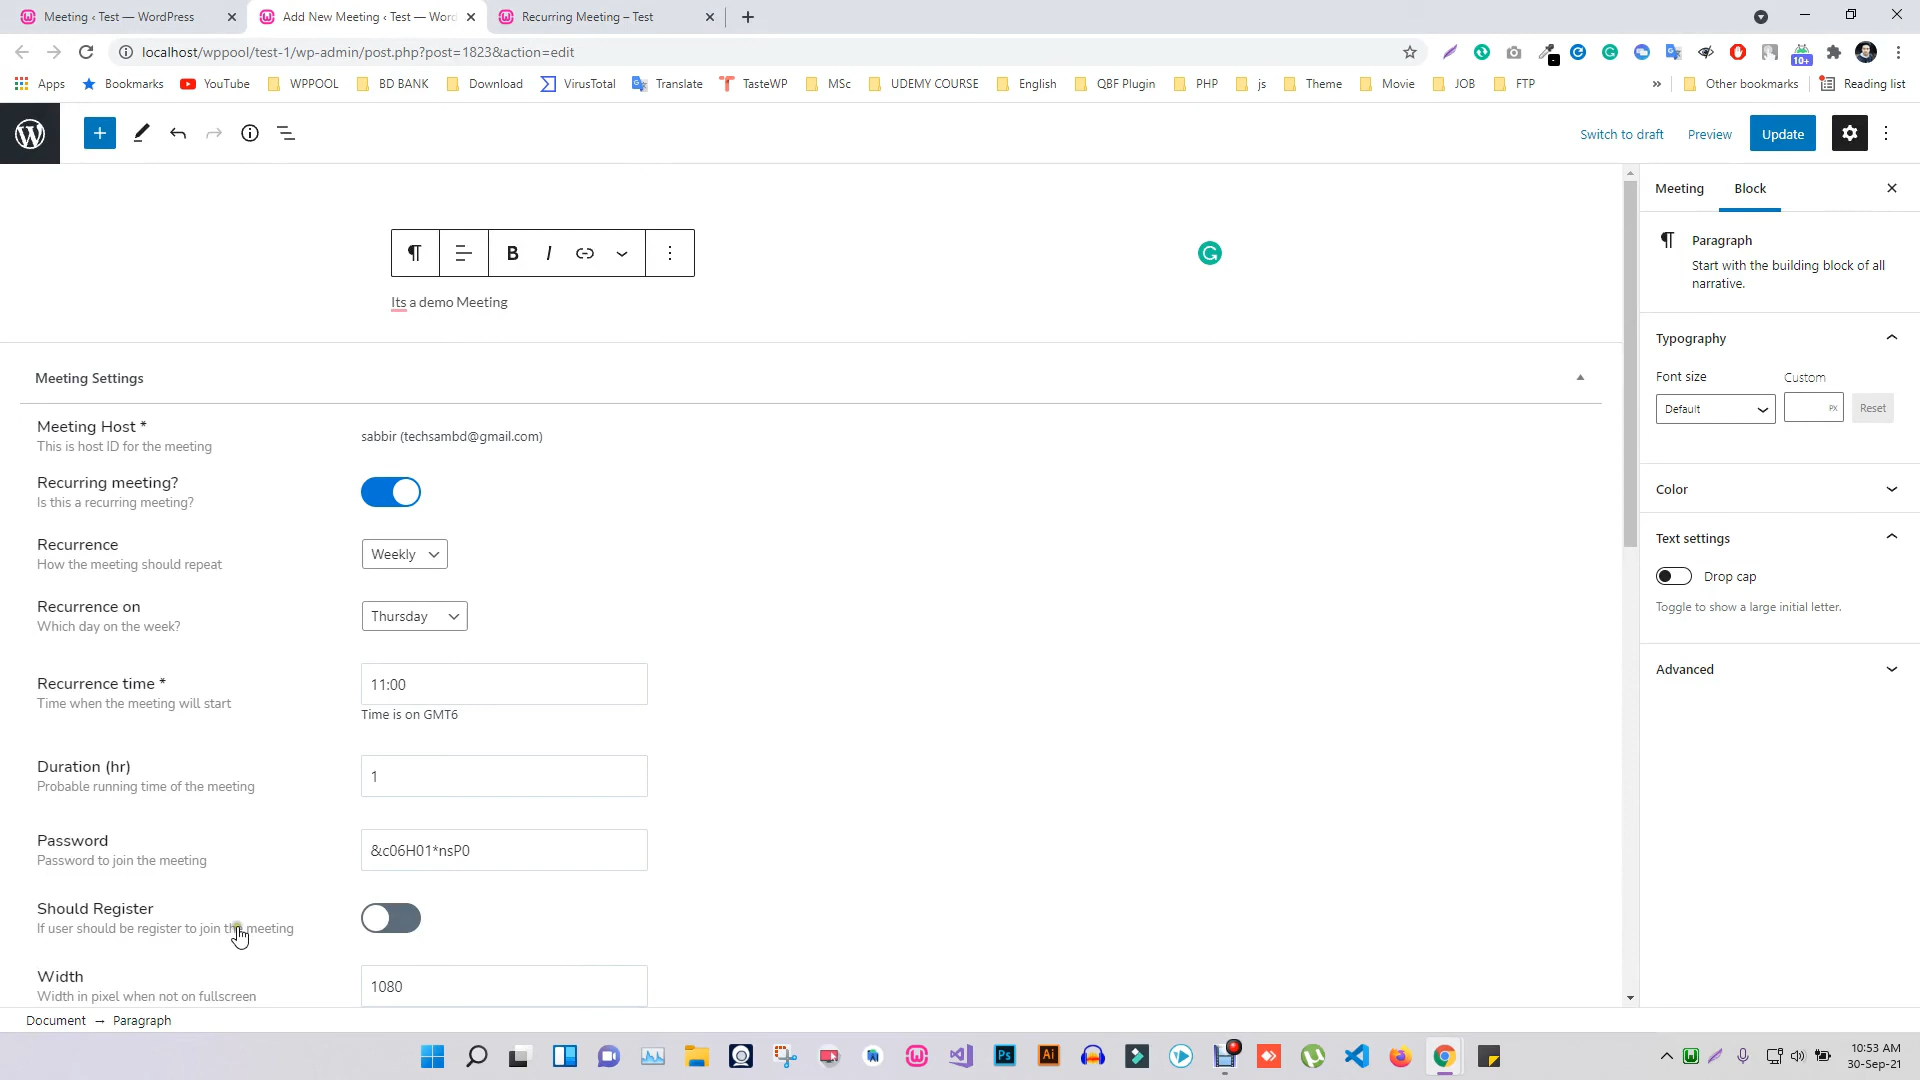 Meeting ‹ Test — WordPress
Add New Meeting ‹ Test — Word
Recurring Meeting – Test
localhost/wppool/test-1/wp-admin/post.php?post=1823&action=edit
10+
Apps
Bookmarks
YouTube
WPPOOL
BD BANK
Download
VirusTotal
Translate
TasteWP
MSc
UDEMY COURSE
English
QBF Plugin
PHP
js
Theme
Movie
JOB
FTP
»
Other bookmarks
Reading list
Switch to draft
Preview
Update
Meeting
Block
B
I
Its a demo Meeting
Meeting Settings
Meeting Host *
This is host ID for the meeting
sabbir (techsambd@gmail.com)
Recurring meeting?
Is this a recurring meeting?
Recurrence
How the meeting should repeat
Weekly
Recurrence on
Which day on the week?
Thursday
Recurrence time *
Time when the meeting will start
11:00
Time is on GMT6
Duration (hr)
Probable running time of the meeting
1
Password
Password to join the meeting
&c06H01*nsP0
Should Register
If user should be register to join the meeting
Width
Width in pixel when not on fullscreen
1080
Paragraph
Start with the building block of all
narrative.
Typography
Font size
Custom
Default
PX
Reset
Color
Text settings
Drop cap
Toggle to show a large initial letter.
Advanced
Document → Paragraph
Ps
Ai
10:53 AM
30-Sep-21